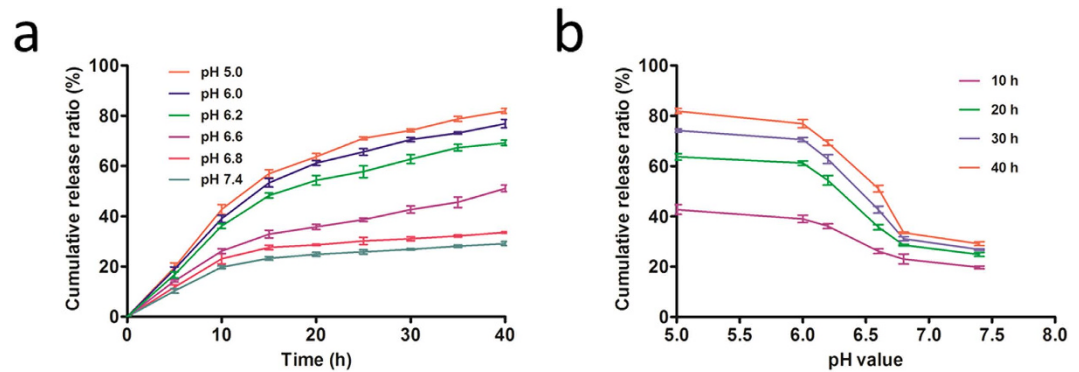 a
Cumulative release ratio (%)
100
80
60
40
20
0
0 10 20 30 40
Time (h)
pH 5.0
pH 6.0
pH 6.2
pH 6.6
pH 6.8
pH 7.4
b
Cumulative release ratio (%)
100
80
60
40
20
0
5.0 5.5 6.0 6.5 7.0 7.5 8.0
pH value
10 h
20 h
30 h
40 h